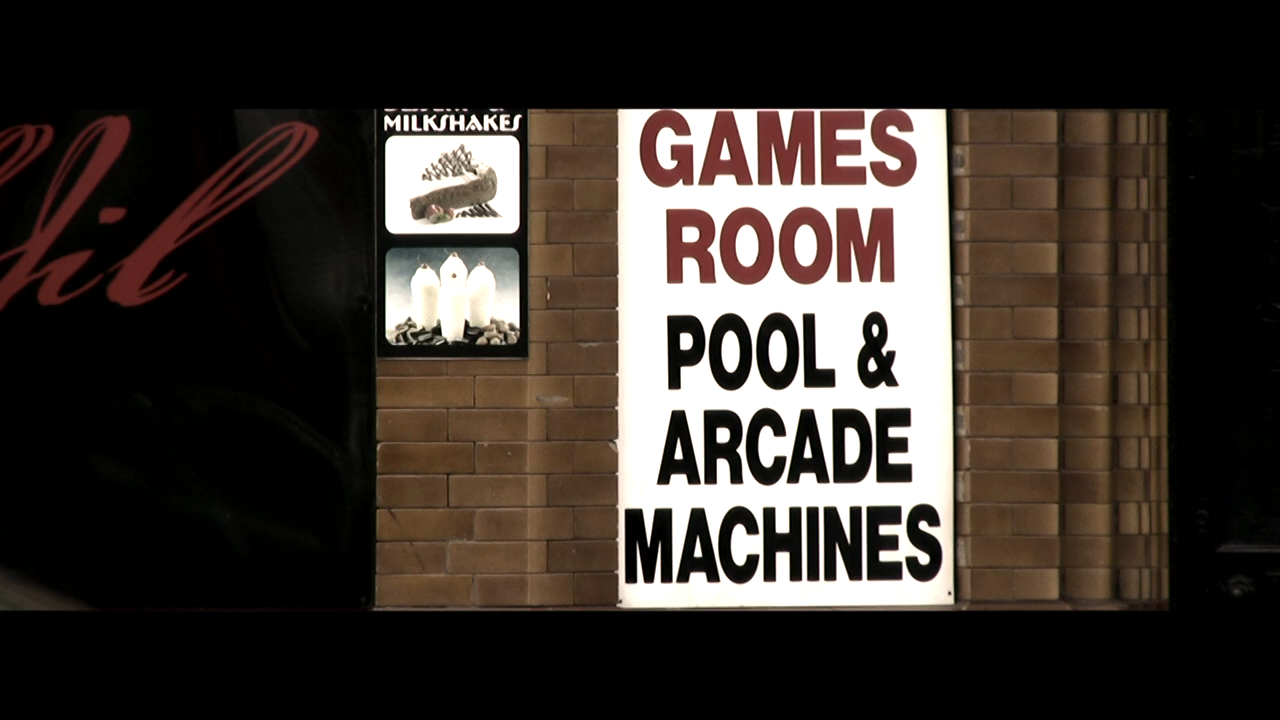 MILKSHAKES
GAMES
ROOM
POOL &
ARCADE
MACHINES